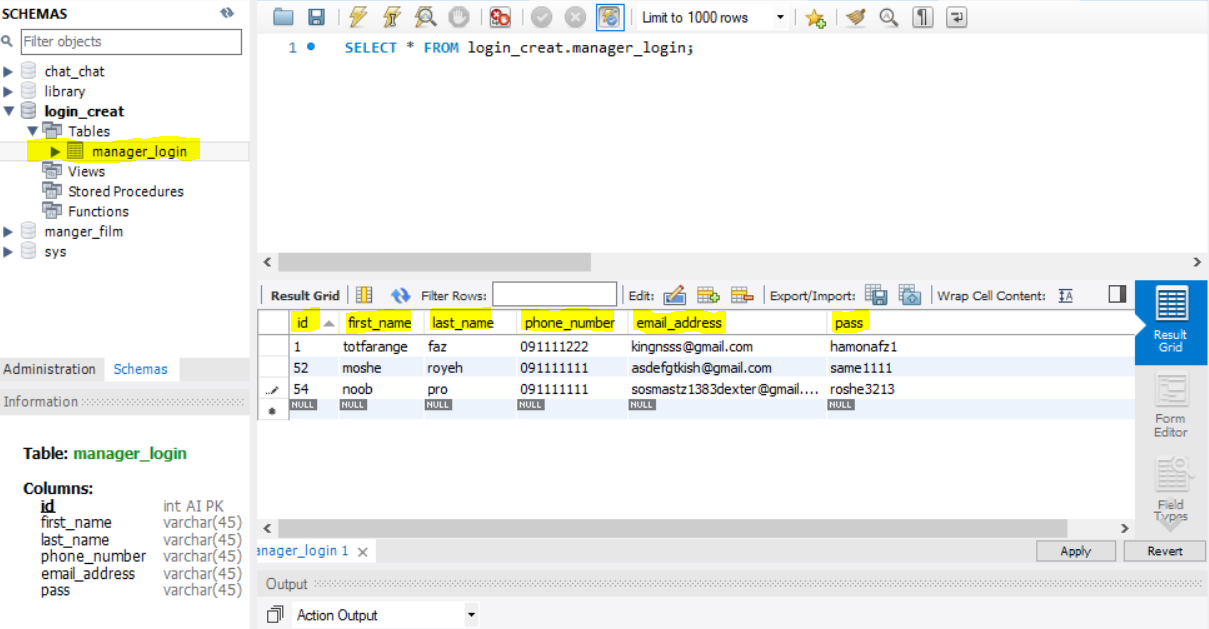 SCHEMAS
Filter objects
chat_chat
library
login_creat
Tables
manager_login
Views
Stored Procedures
Functions
manger_film
sys
Administration Schemas
Information
Table: manager_login
Columns:
id int AI PK
first_name varchar(45)
last_name varchar(45)
phone_number varchar(45)
email_address varchar(45)
pass varchar(45)
Limit to 1000 rows
1 SELECT * FROM login_creat.manager_login;
Result Grid Filter Rows: Edit: Export/Import: Wrap Cell Content: IA
id first_name last_name phone_number email_address pass
1 totfarange faz 091111222 kingnsss@gmail.com hamonafz1
52 moshe royeh 091111111 asdefgtkish@gmail.com same1111
54 noob pro 091111111 sosmastz1383dexter@gmail.... roshe3213
NULL NULL NULL NULL NULL NULL
Result
Grid
Form
Editor
Field
Types
anager_login 1
Apply Revert
Output
Action Output